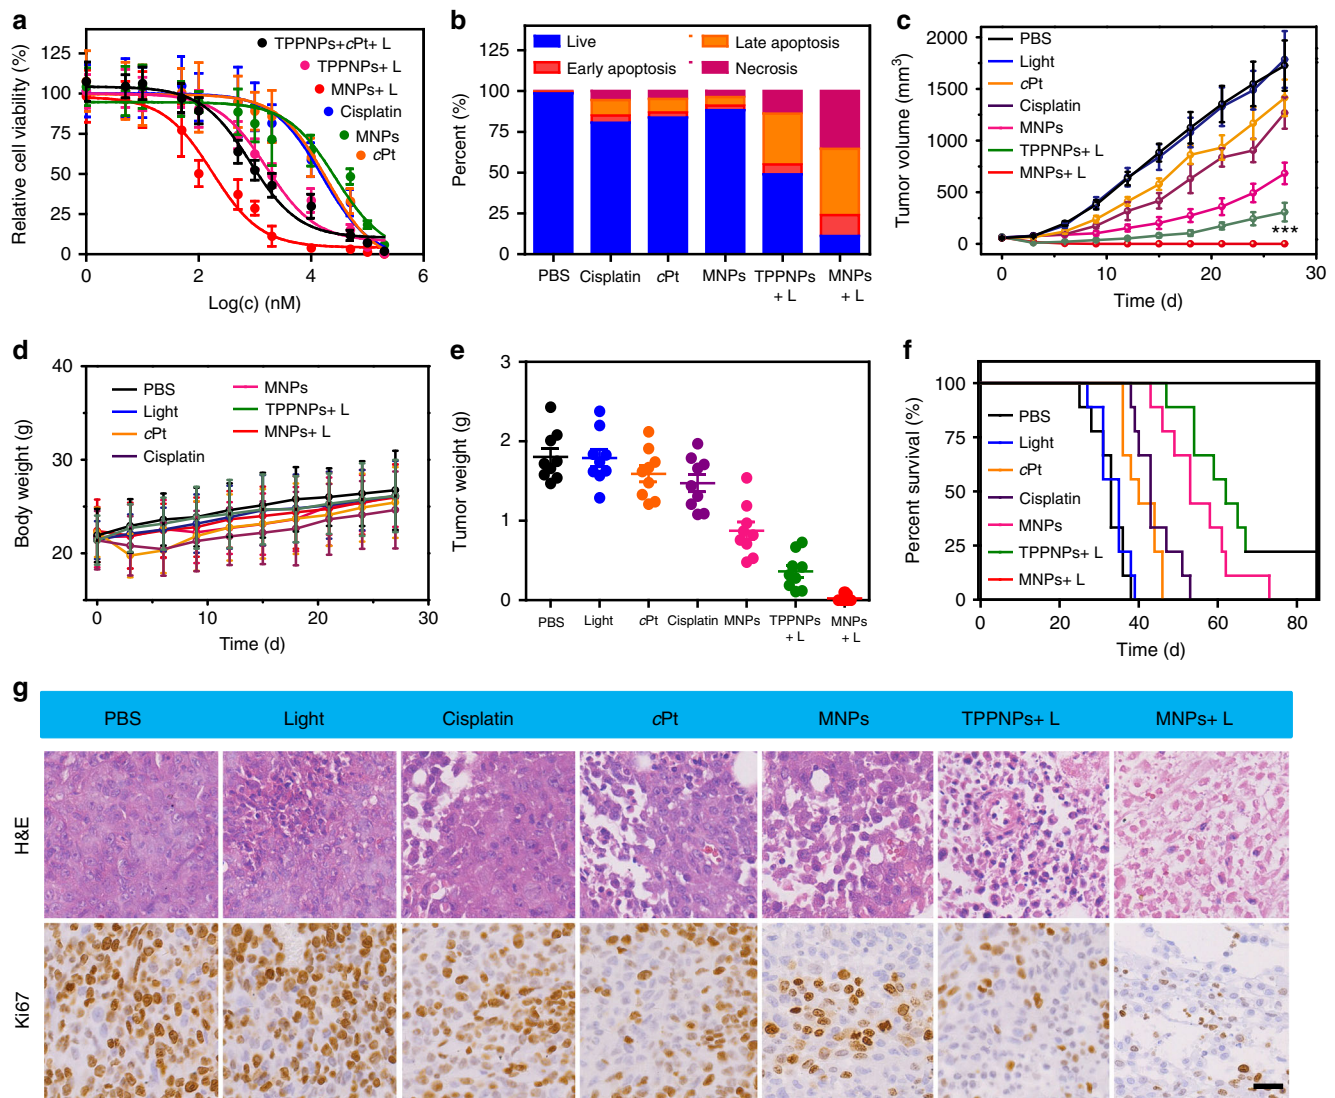 a
Relative cell viability (%)
125
100
75
50
25
0
0
2
4
6
Log(c) (nM)
TPPNPs+cPt+ L
TPPNPs+ L
MNPs+ L
Cisplatin
MNPs
cPt
b
Percent (%)
125
100
75
50
25
0
Live
Late apoptosis
Early apoptosis
Necrosis
PBS
Cisplatin
cPt
MNPs
TPPNPs
+ L
MNPs
+ L
c
Tumor volume (mm³)
2000
1500
1000
500
0
0
10
20
30
Time (d)
PBS
Light
cPt
Cisplatin
MNPs
TPPNPs+ L
MNPs+ L
***
d
Body weight (g)
40
30
20
0
10
20
30
Time (d)
PBS
Light
cPt
Cisplatin
MNPs
TPPNPs+ L
MNPs+ L
e
Tumor weight (g)
3
2
1
0
PBS
Light
cPt
Cisplatin
MNPs
TPPNPs
+ L
MNPs
+ L
f
Percent survival (%)
100
75
50
25
0
0
20
40
60
80
Time (d)
PBS
Light
cPt
Cisplatin
MNPs
TPPNPs+ L
MNPs+ L
g
PBS
Light
Cisplatin
cPt
MNPs
TPPNPs+ L
MNPs+ L
H&E
Ki67